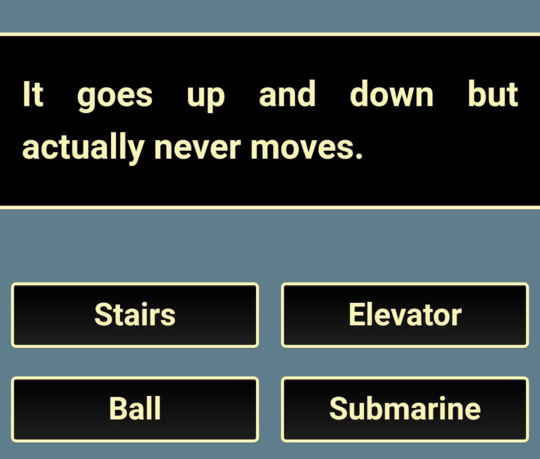 It goes up and down but
actually never moves.
Stairs
Elevator
Ball
Submarine